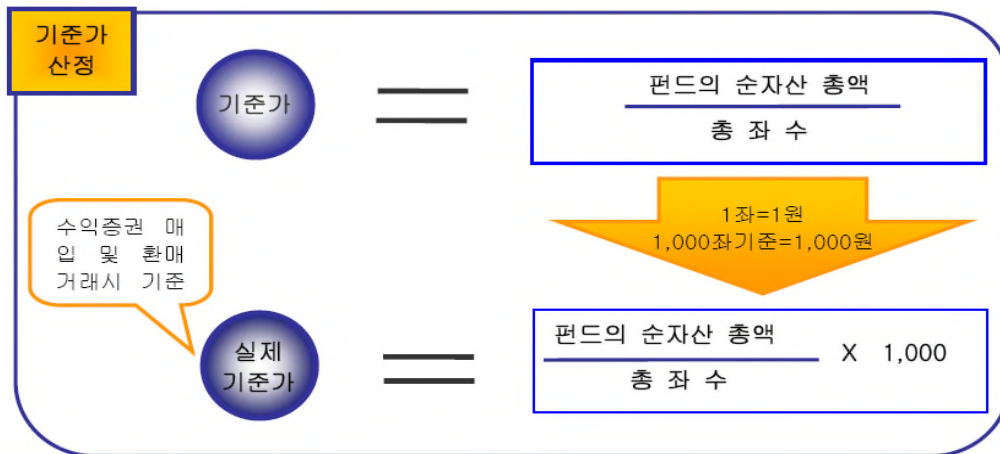 기준가
산정
기준가
펀드의 순자산 총액
총 좌 수
1좌=1원
1,000좌기준=1,000원
수익증권 매
입 및 환매
거래시 기준
실제
기준가
펀드의 순자산 총액
총 좌 수
X 1,000